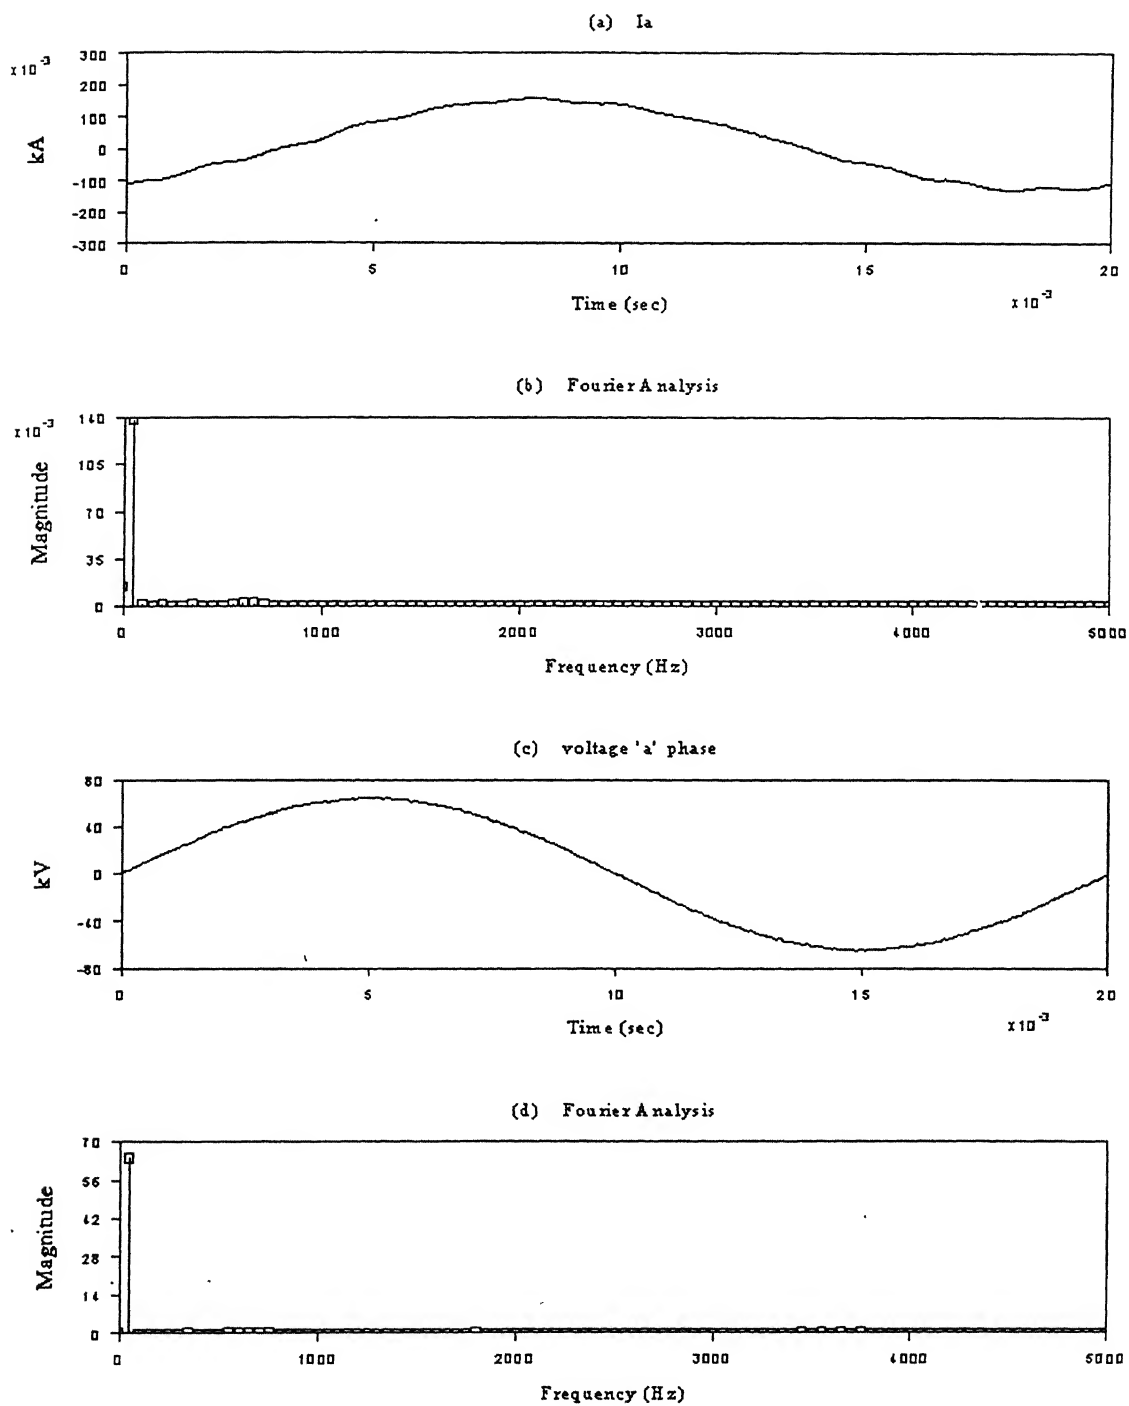 (a) Ia
x10^-3
300
200
100
0
-100
-200
-300
kA
0 5 10 15 20
Time (sec)
x10^-3
(b) Fourier Analysis
x10^-3
140
105
70
35
0
Magnitude
0 1000 2000 3000 4000 5000
Frequency (Hz)
(c) voltage 'a' phase
80
40
0
-40
-80
kV
0 5 10 15 20
Time (sec)
x10^-3
(d) Fourier Analysis
70
56
42
28
14
0
Magnitude
0 1000 2000 3000 4000 5000
Frequency (Hz)